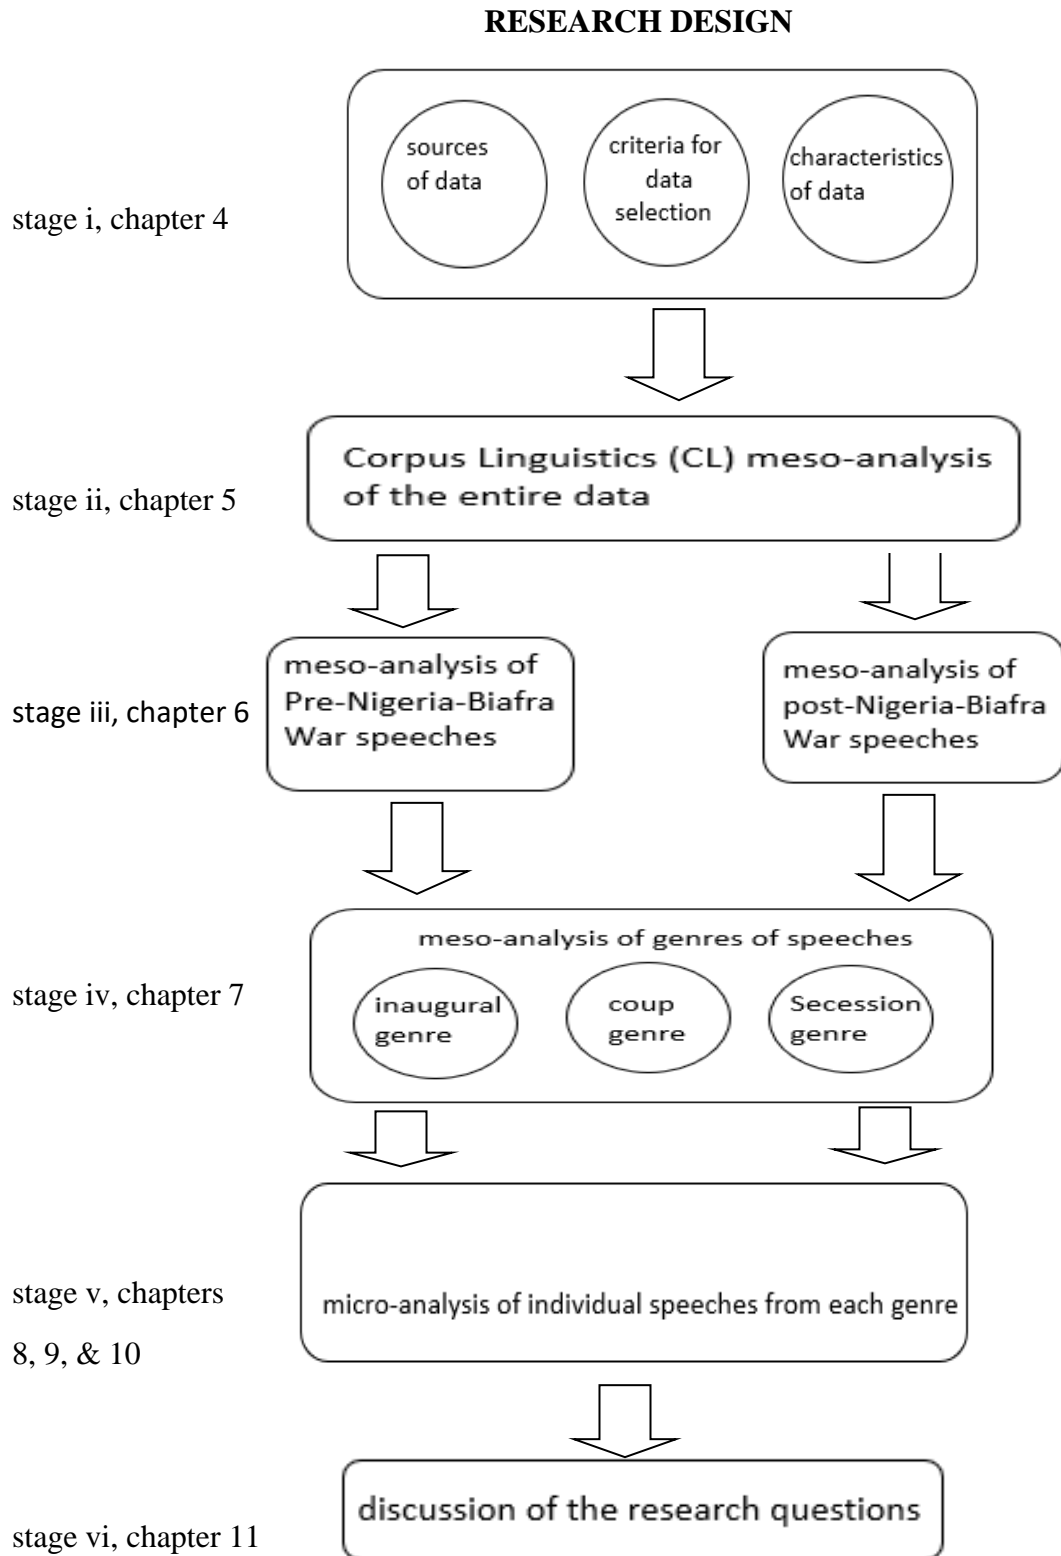 RESEARCH DESIGN
sources
of data
criteria for
data
selection
characteristics
of data
stage i, chapter 4
Corpus Linguistics (CL) meso-analysis
of the entire data
stage ii, chapter 5
meso-analysis of
Pre-Nigeria-Biafra
War speeches
meso-analysis of
post-Nigeria-Biafra
War speeches
stage iii, chapter 6
meso-analysis of genres of speeches
inaugural
genre
coup
genre
Secession
genre
stage iv, chapter 7
stage v, chapters
8, 9, & 10
micro-analysis of individual speeches from each genre
discussion of the research questions
stage vi, chapter 11